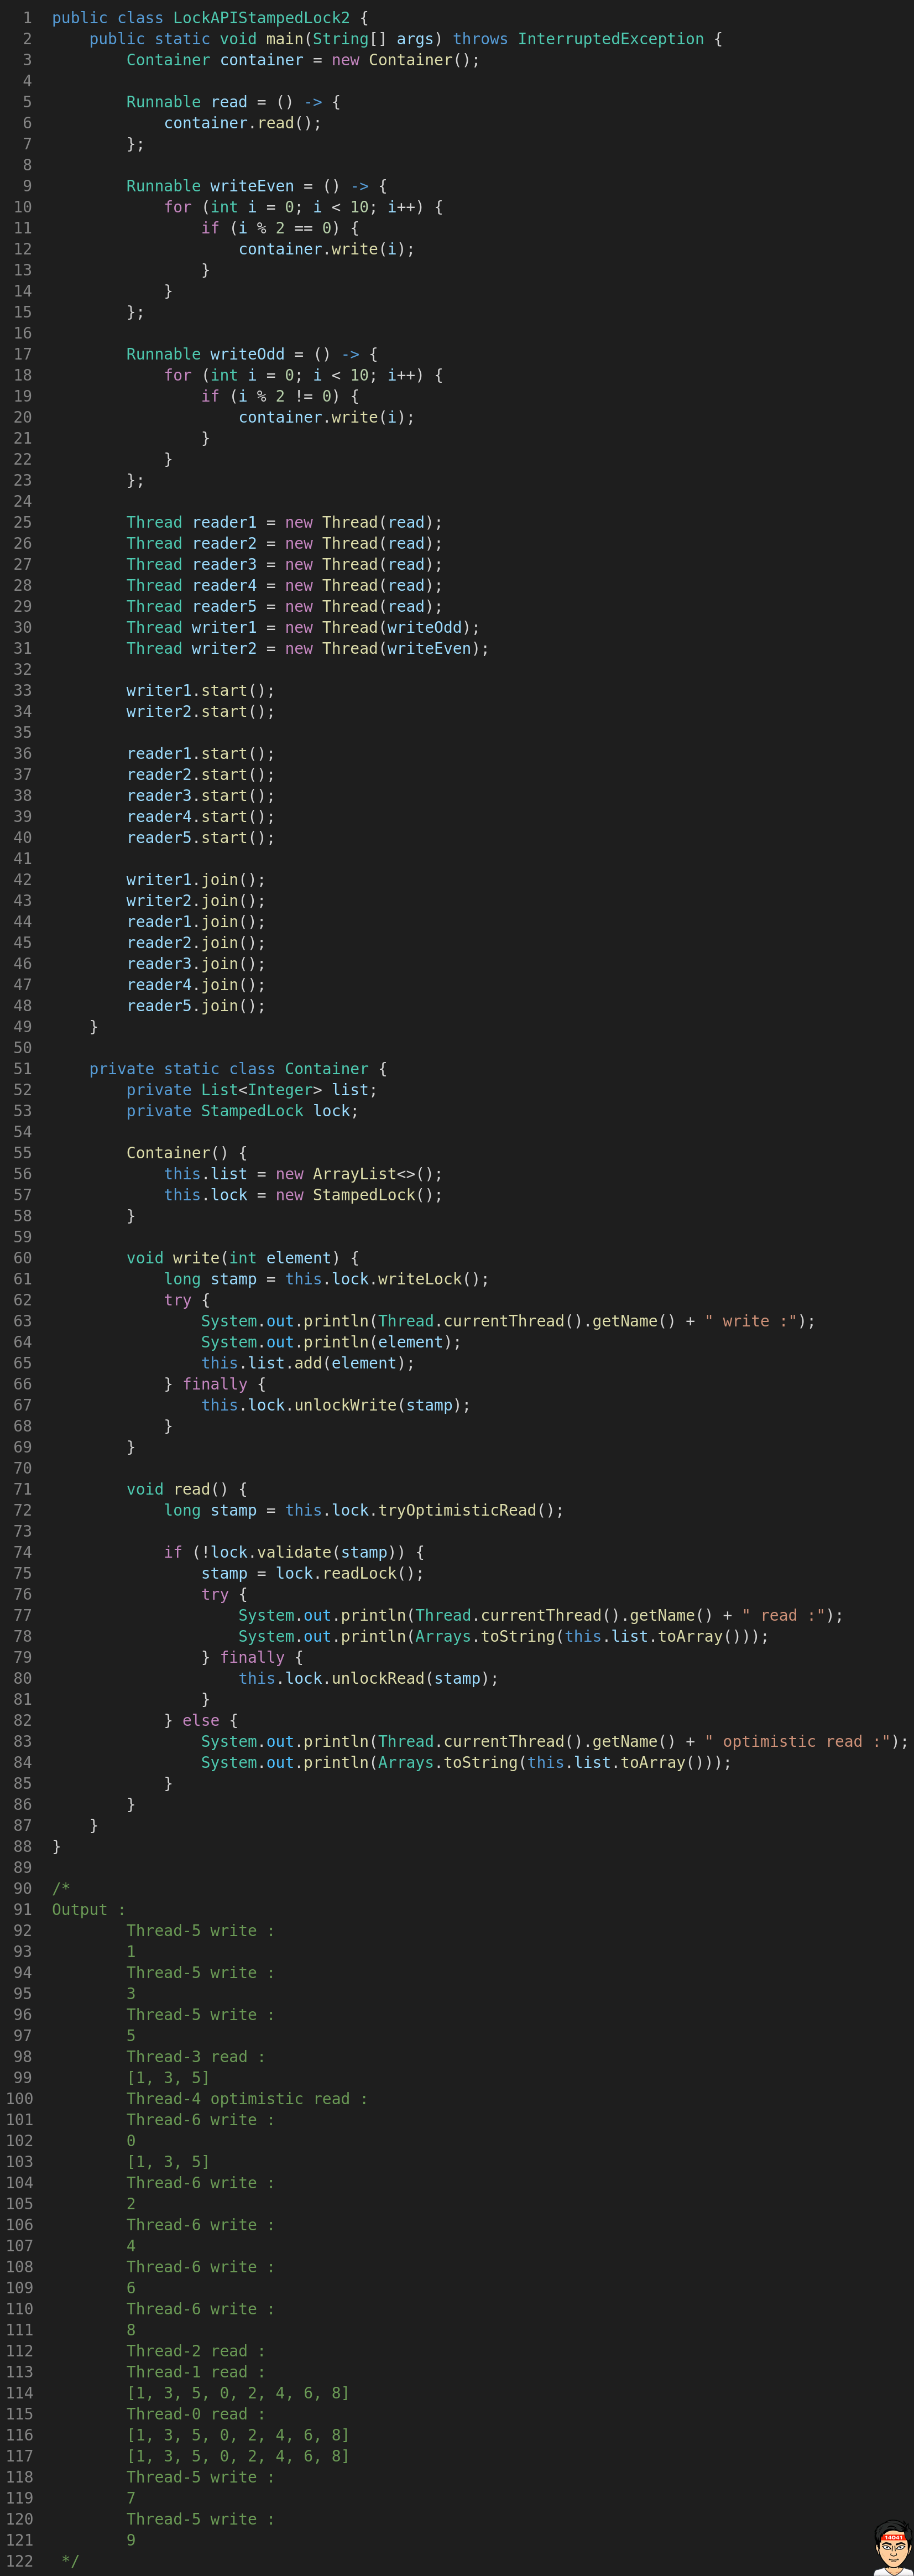 1 public class LockAPIStampedLock2 {
2     public static void main(String[] args) throws InterruptedException {
3         Container container = new Container();
4
5         Runnable read = () -> {
6             container.read();
7         };
8
9         Runnable writeEven = () -> {
10             for (int i = 0; i < 10; i++) {
11                 if (i % 2 == 0) {
12                     container.write(i);
13                 }
14             }
15         };
16
17         Runnable writeOdd = () -> {
18             for (int i = 0; i < 10; i++) {
19                 if (i % 2 != 0) {
20                     container.write(i);
21                 }
22             }
23         };
24
25         Thread reader1 = new Thread(read);
26         Thread reader2 = new Thread(read);
27         Thread reader3 = new Thread(read);
28         Thread reader4 = new Thread(read);
29         Thread reader5 = new Thread(read);
30         Thread writer1 = new Thread(writeOdd);
31         Thread writer2 = new Thread(writeEven);
32
33         writer1.start();
34         writer2.start();
35
36         reader1.start();
37         reader2.start();
38         reader3.start();
39         reader4.start();
40         reader5.start();
41
42         writer1.join();
43         writer2.join();
44         reader1.join();
45         reader2.join();
46         reader3.join();
47         reader4.join();
48         reader5.join();
49     }
50
51     private static class Container {
52         private List<Integer> list;
53         private StampedLock lock;
54
55         Container() {
56             this.list = new ArrayList<>();
57             this.lock = new StampedLock();
58         }
59
60         void write(int element) {
61             long stamp = this.lock.writeLock();
62             try {
63                 System.out.println(Thread.currentThread().getName() + " write :");
64                 System.out.println(element);
65                 this.list.add(element);
66             } finally {
67                 this.lock.unlockWrite(stamp);
68             }
69         }
70
71         void read() {
72             long stamp = this.lock.tryOptimisticRead();
73
74             if (!lock.validate(stamp)) {
75                 stamp = lock.readLock();
76                 try {
77                     System.out.println(Thread.currentThread().getName() + " read :");
78                     System.out.println(Arrays.toString(this.list.toArray()));
79                 } finally {
80                     this.lock.unlockRead(stamp);
81                 }
82             } else {
83                 System.out.println(Thread.currentThread().getName() + " optimistic read :");
84                 System.out.println(Arrays.toString(this.list.toArray()));
85             }
86         }
87     }
88 }
89
90 /*
91 Output :
92         Thread-5 write :
93         1
94         Thread-5 write :
95         3
96         Thread-5 write :
97         5
98         Thread-3 read :
99         [1, 3, 5]
100         Thread-4 optimistic read :
101         Thread-6 write :
102         0
103         [1, 3, 5]
104         Thread-6 write :
105         2
106         Thread-6 write :
107         4
108         Thread-6 write :
109         6
110         Thread-6 write :
111         8
112         Thread-2 read :
113         Thread-1 read :
114         [1, 3, 5, 0, 2, 4, 6, 8]
115         Thread-0 read :
116         [1, 3, 5, 0, 2, 4, 6, 8]
117         [1, 3, 5, 0, 2, 4, 6, 8]
118         Thread-5 write :
119         7
120         Thread-5 write :
121         9
122  */
14041